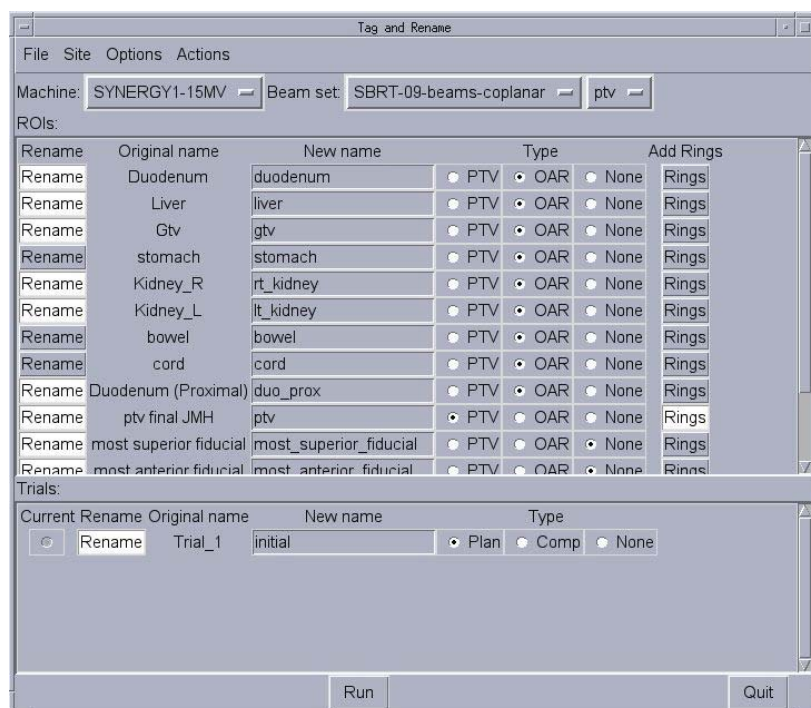 Tag and Rename
File Site Options Actions
Machine: SYNERGY1-15MV Beam set: SBRT-09-beams-coplanar ptv
ROIs:
Rename Original name New name Type Add Rings
Rename Duodenum duodenum PTV OAR None Rings
Rename Liver liver PTV OAR None Rings
Rename Gtv gtv PTV OAR None Rings
Rename stomach stomach PTV OAR None Rings
Rename Kidney_R rt_kidney PTV OAR None Rings
Rename Kidney_L lt_kidney PTV OAR None Rings
Rename bowel bowel PTV OAR None Rings
Rename cord cord PTV OAR None Rings
Rename Duodenum (Proximal) duo_prox PTV OAR None Rings
Rename ptv final JMH ptv PTV OAR None Rings
Rename most superior fiducial most_superior_fiducial PTV OAR None Rings
Rename most anterior fiducial most_anterior_fiducial PTV OAR None Rings
Trials:
Current Rename Original name New name Type
Rename Trial_1 initial Plan Comp None
Run Quit